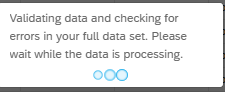 Validating data and checking for
errors in your full data set. Please
wait while the data is processing.